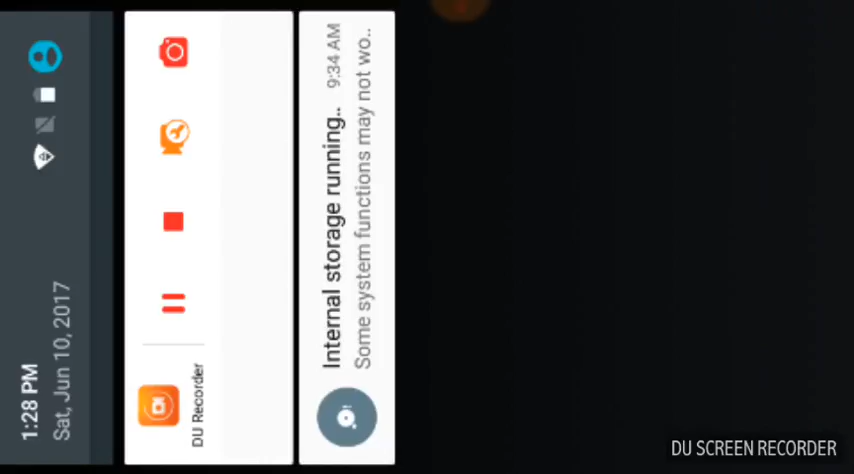 1:28 PM
Sat, Jun 10, 2017
DU Recorder
Internal storage running.. 9:34 AM
Some system functions may not wo..
DU SCREEN RECORDER